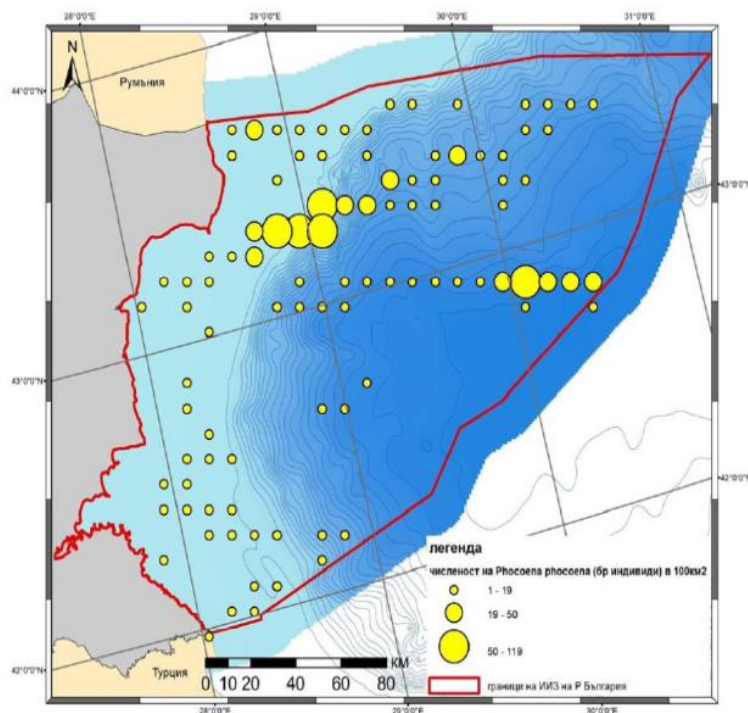 28°0'0"E 29°0'0"E 30°0'0"E 31°0'0"E
N
Румъния
44°0'0"N
43°0'0"N
43°0'0"N
42°0'0"N
легенда
численост на Phocoena phocoena (бр индивиди) в 100км2
1 - 19
19 - 50
50 - 119
граници на ИИЗ на Р България
42°0'0"N
Турция
КМ
0 10 20 40 60 80
28°0'0"E 29°0'0"E 30°0'0"E